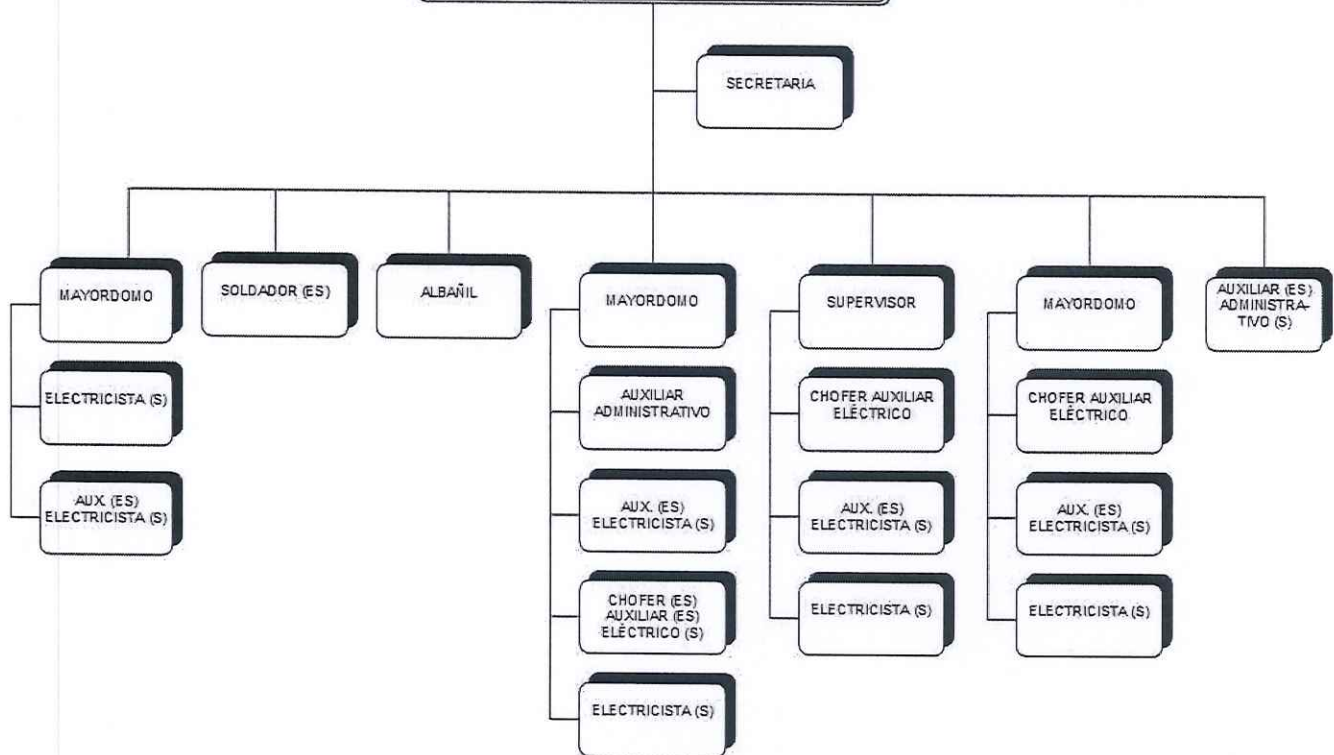 SECRETARIA
MAYORDOMO
SOLDADOR (ES)
ALBAÑIL
MAYORDOMO
SUPERVISOR
MAYORDOMO
AUXILIAR (ES)
ADMINISTRA-
TIVO (S)
ELECTRICISTA (S)
AUX. (ES)
ELECTRICISTA (S)
AUXILIAR
ADMINISTRATIVO
AUX. (ES)
ELECTRICISTA (S)
CHOFER (ES)
AUXILIAR (ES)
ELÉCTRICO (S)
ELECTRICISTA (S)
CHOFER AUXILIAR
ELÉCTRICO
AUX. (ES)
ELECTRICISTA (S)
ELECTRICISTA (S)
CHOFER AUXILIAR
ELÉCTRICO
AUX. (ES)
ELECTRICISTA (S)
ELECTRICISTA (S)